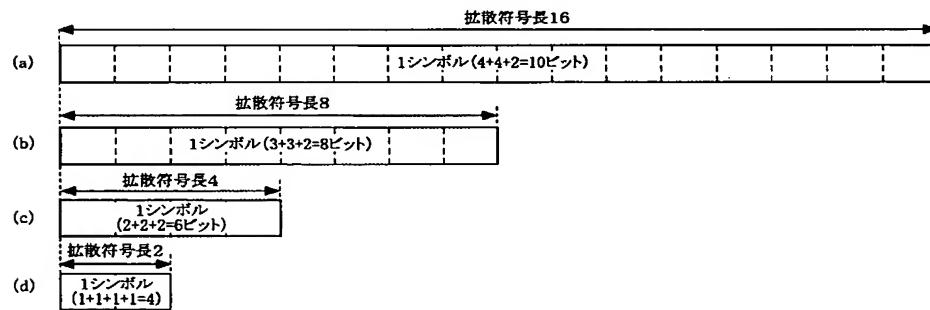 拡散符号長16
(a)
1シンボル(4+4+2=10ビット)
拡散符号長8
(b)
1シンボル(3+3+2=8ビット)
拡散符号長4
(c)
1シンボル
(2+2+2=6ビット)
拡散符号長2
(d)
1シンボル
(1+1+1+1=4)